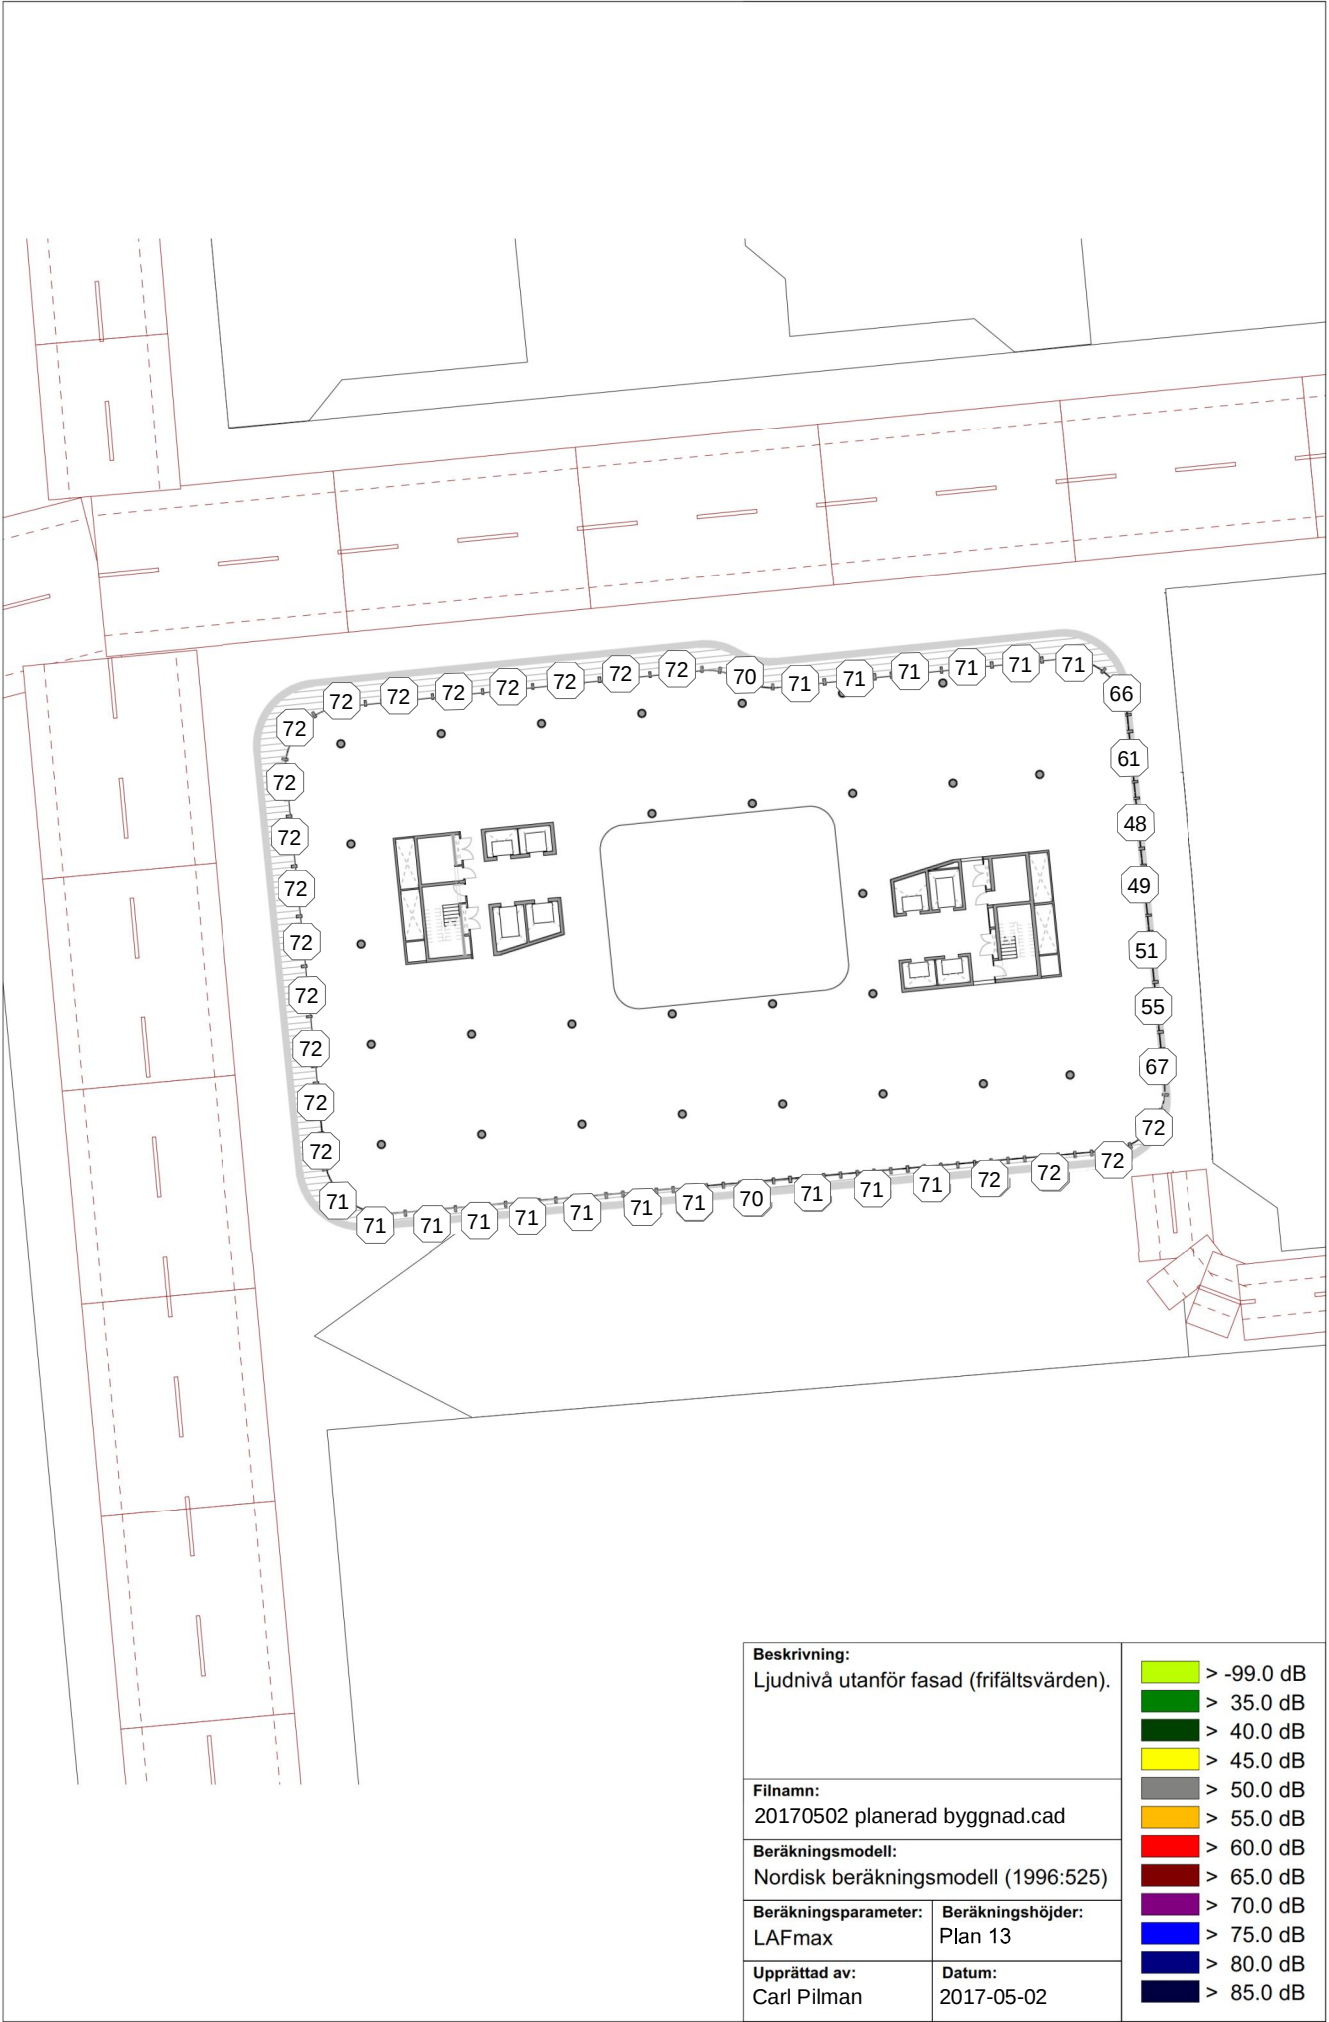 72 72 72 72 72 72 72 72 70 71 71 71 71 71 71
66
72
61
72
48
72
49
72
51
72
55
72
67
72
72
72
72
72
71
71 71 71 71 71 71 71 70 71 71 71 72 72
Beskrivning:
Ljudnivå utanför fasad (frifältsvärden).
Filnamn:
20170502 planerad byggnad.cad
Beräkningsmodell:
Nordisk beräkningsmodell (1996:525)
Beräkningsparameter:
LAFmax
Beräkningshöjder:
Plan 13
Upprättad av:
Carl Pilman
Datum:
2017-05-02
> -99.0 dB
> 35.0 dB
> 40.0 dB
> 45.0 dB
> 50.0 dB
> 55.0 dB
> 60.0 dB
> 65.0 dB
> 70.0 dB
> 75.0 dB
> 80.0 dB
> 85.0 dB